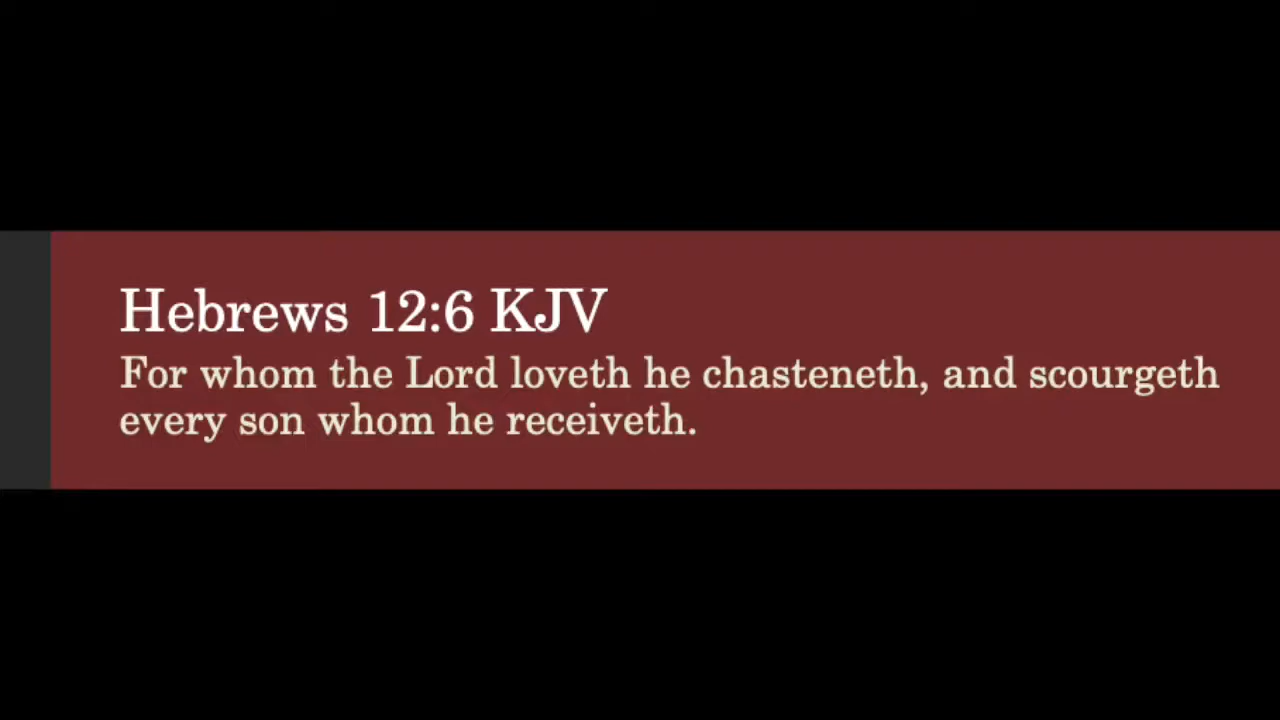 Hebrews 12:6 KJV
For whom the Lord loveth he chasteneth, and scourgeth
every son whom he receiveth.